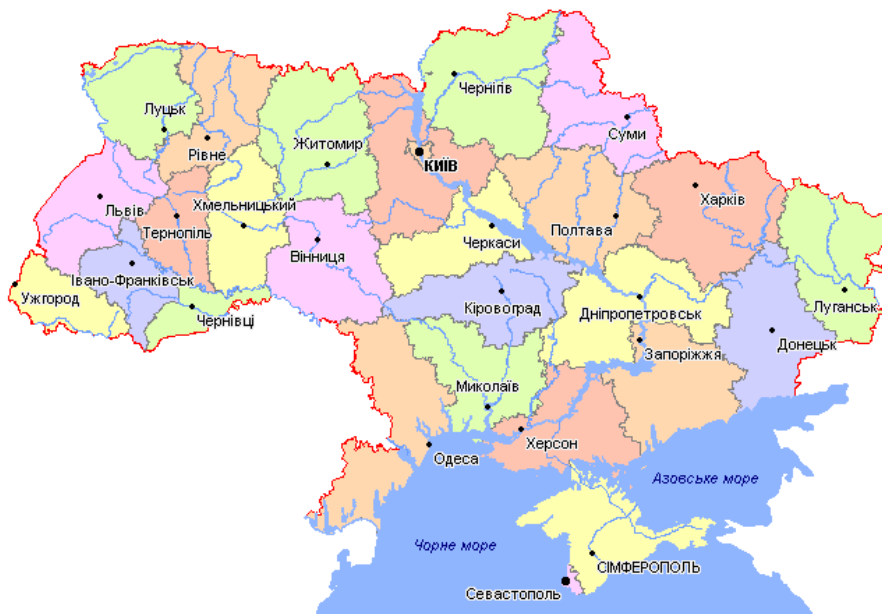 Чернігів
Луцьк
Суми
Рівне
Житомир
КИЇВ
Харків
Хмельницький
Львів
Тернопіль
Полтава
Черкаси
Вінниця
Івано-Франківськ
Ужгород
Луганськ
Кіровоград
Дніпропетровськ
Чернівці
Донецьк
Запоріжжя
Миколаїв
Херсон
Одеса
Азовське море
Чорне море
СІМФЕРОПОЛЬ
Севастополь